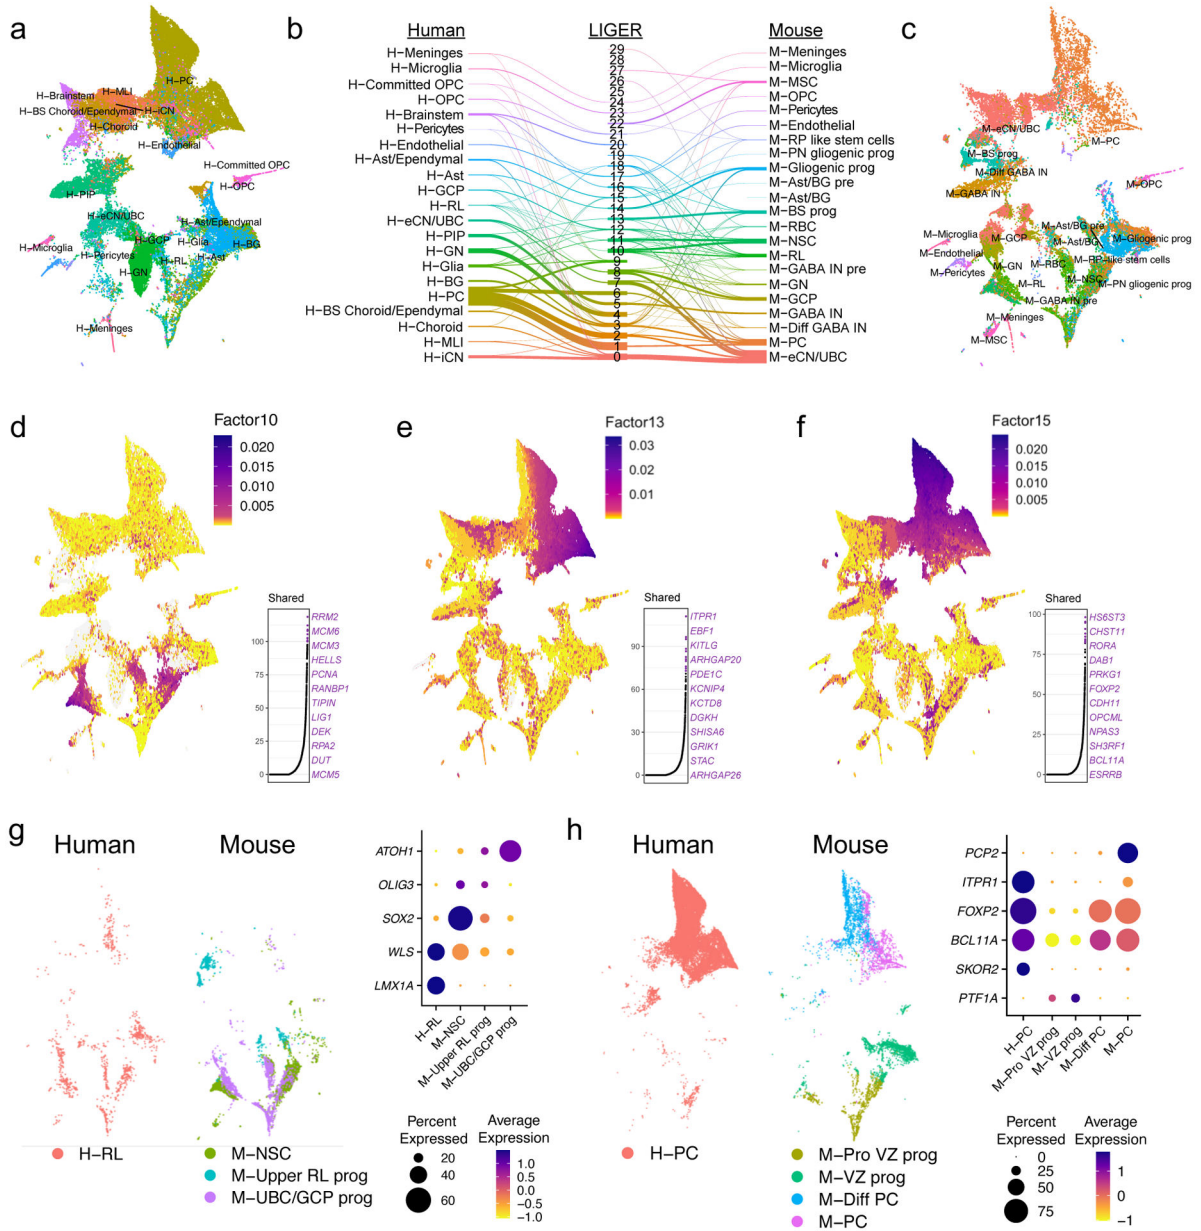 a
H-PC
H-MLI
H-Brainstem
H-BS Choroid/Ependymal
H-iCN
H-Choroid
H-Endothelial
H-Committed OPC
H-OPC
H-PIP
H-eCN/UBC
H-Ast/Ependymal
H-GCP
H-Glia
H-BG
H-Microglia
H-Pericytes
H-RL
H-Ast
H-GN
H-Meninges
b
Human
LIGER
Mouse
H-Meninges
H-Microglia
H-Committed OPC
H-OPC
H-Brainstem
H-Pericytes
H-Endothelial
H-Ast/Ependymal
H-Ast
H-GCP
H-RL
H-eCN/UBC
H-PIP
H-GN
H-Glia
H-BG
H-PC
H-BS Choroid/Ependymal
H-Choroid
H-MLI
H-iCN
29
28
27
26
25
24
23
22
21
20
19
18
17
16
15
14
13
12
11
10
9
8
7
6
5
4
3
2
1
0
M-Meninges
M-Microglia
M-MSC
M-OPC
M-Pericytes
M-Endothelial
M-RP like stem cells
M-PN gliogenic prog
M-Gliogenic prog
M-Ast/BG pre
M-Ast/BG
M-BS prog
M-RBC
M-NSC
M-RL
M-GABA IN pre
M-GN
M-GCP
M-GABA IN
M-Diff GABA IN
M-PC
M-eCN/UBC
c
M-eCN/UBC
M-PC
M-BS prog
M-Diff GABA IN
M-OPC
M-GABA IN
M-Ast/BG pre
M-Microglia
M-GCP
M-Ast/BG
M-Gliogenic prog
M-Endothelial
M-RP-like stem cells
M-Pericytes
M-GN
M-RBC
M-NSC
M-RL
M-PN gliogenic prog
M-GABA IN pre
M-Meninges
M-MSC
d
Factor10
0.020
0.015
0.010
0.005
Shared
100
75
50
25
0
RRM2
MCM6
MCM3
HELLS
PCNA
RANBP1
TIPIN
LIG1
DEK
RPA2
DUT
MCM5
e
Factor13
0.03
0.02
0.01
Shared
90
60
30
0
ITPR1
EBF1
KITLG
ARHGAP20
PDE1C
KCNIP4
KCTD8
DGKH
SHISA6
GRIK1
STAC
ARHGAP26
f
Factor15
0.020
0.015
0.010
0.005
Shared
100
75
50
25
0
HS6ST3
CHST11
RORA
DAB1
PRKG1
FOXP2
CDH11
OPCML
NPAS3
SH3RF1
BCL11A
ESRRB
g
Human
Mouse
H-RL
M-NSC
M-Upper RL prog
M-UBC/GCP prog
ATOH1
OLIG3
SOX2
WLS
LMX1A
H-RL
M-NSC
M-Upper RL prog
M-UBC/GCP prog
Percent
Expressed
20
40
60
Average
Expression
1.0
0.5
0.0
-0.5
-1.0
h
Human
Mouse
H-PC
M-Pro VZ prog
M-VZ prog
M-Diff PC
M-PC
PCP2
ITPR1
FOXP2
BCL11A
SKOR2
PTF1A
H-PC
M-Pro VZ prog
M-VZ prog
M-Diff PC
M-PC
Percent
Expressed
0
25
50
75
Average
Expression
1
0
-1